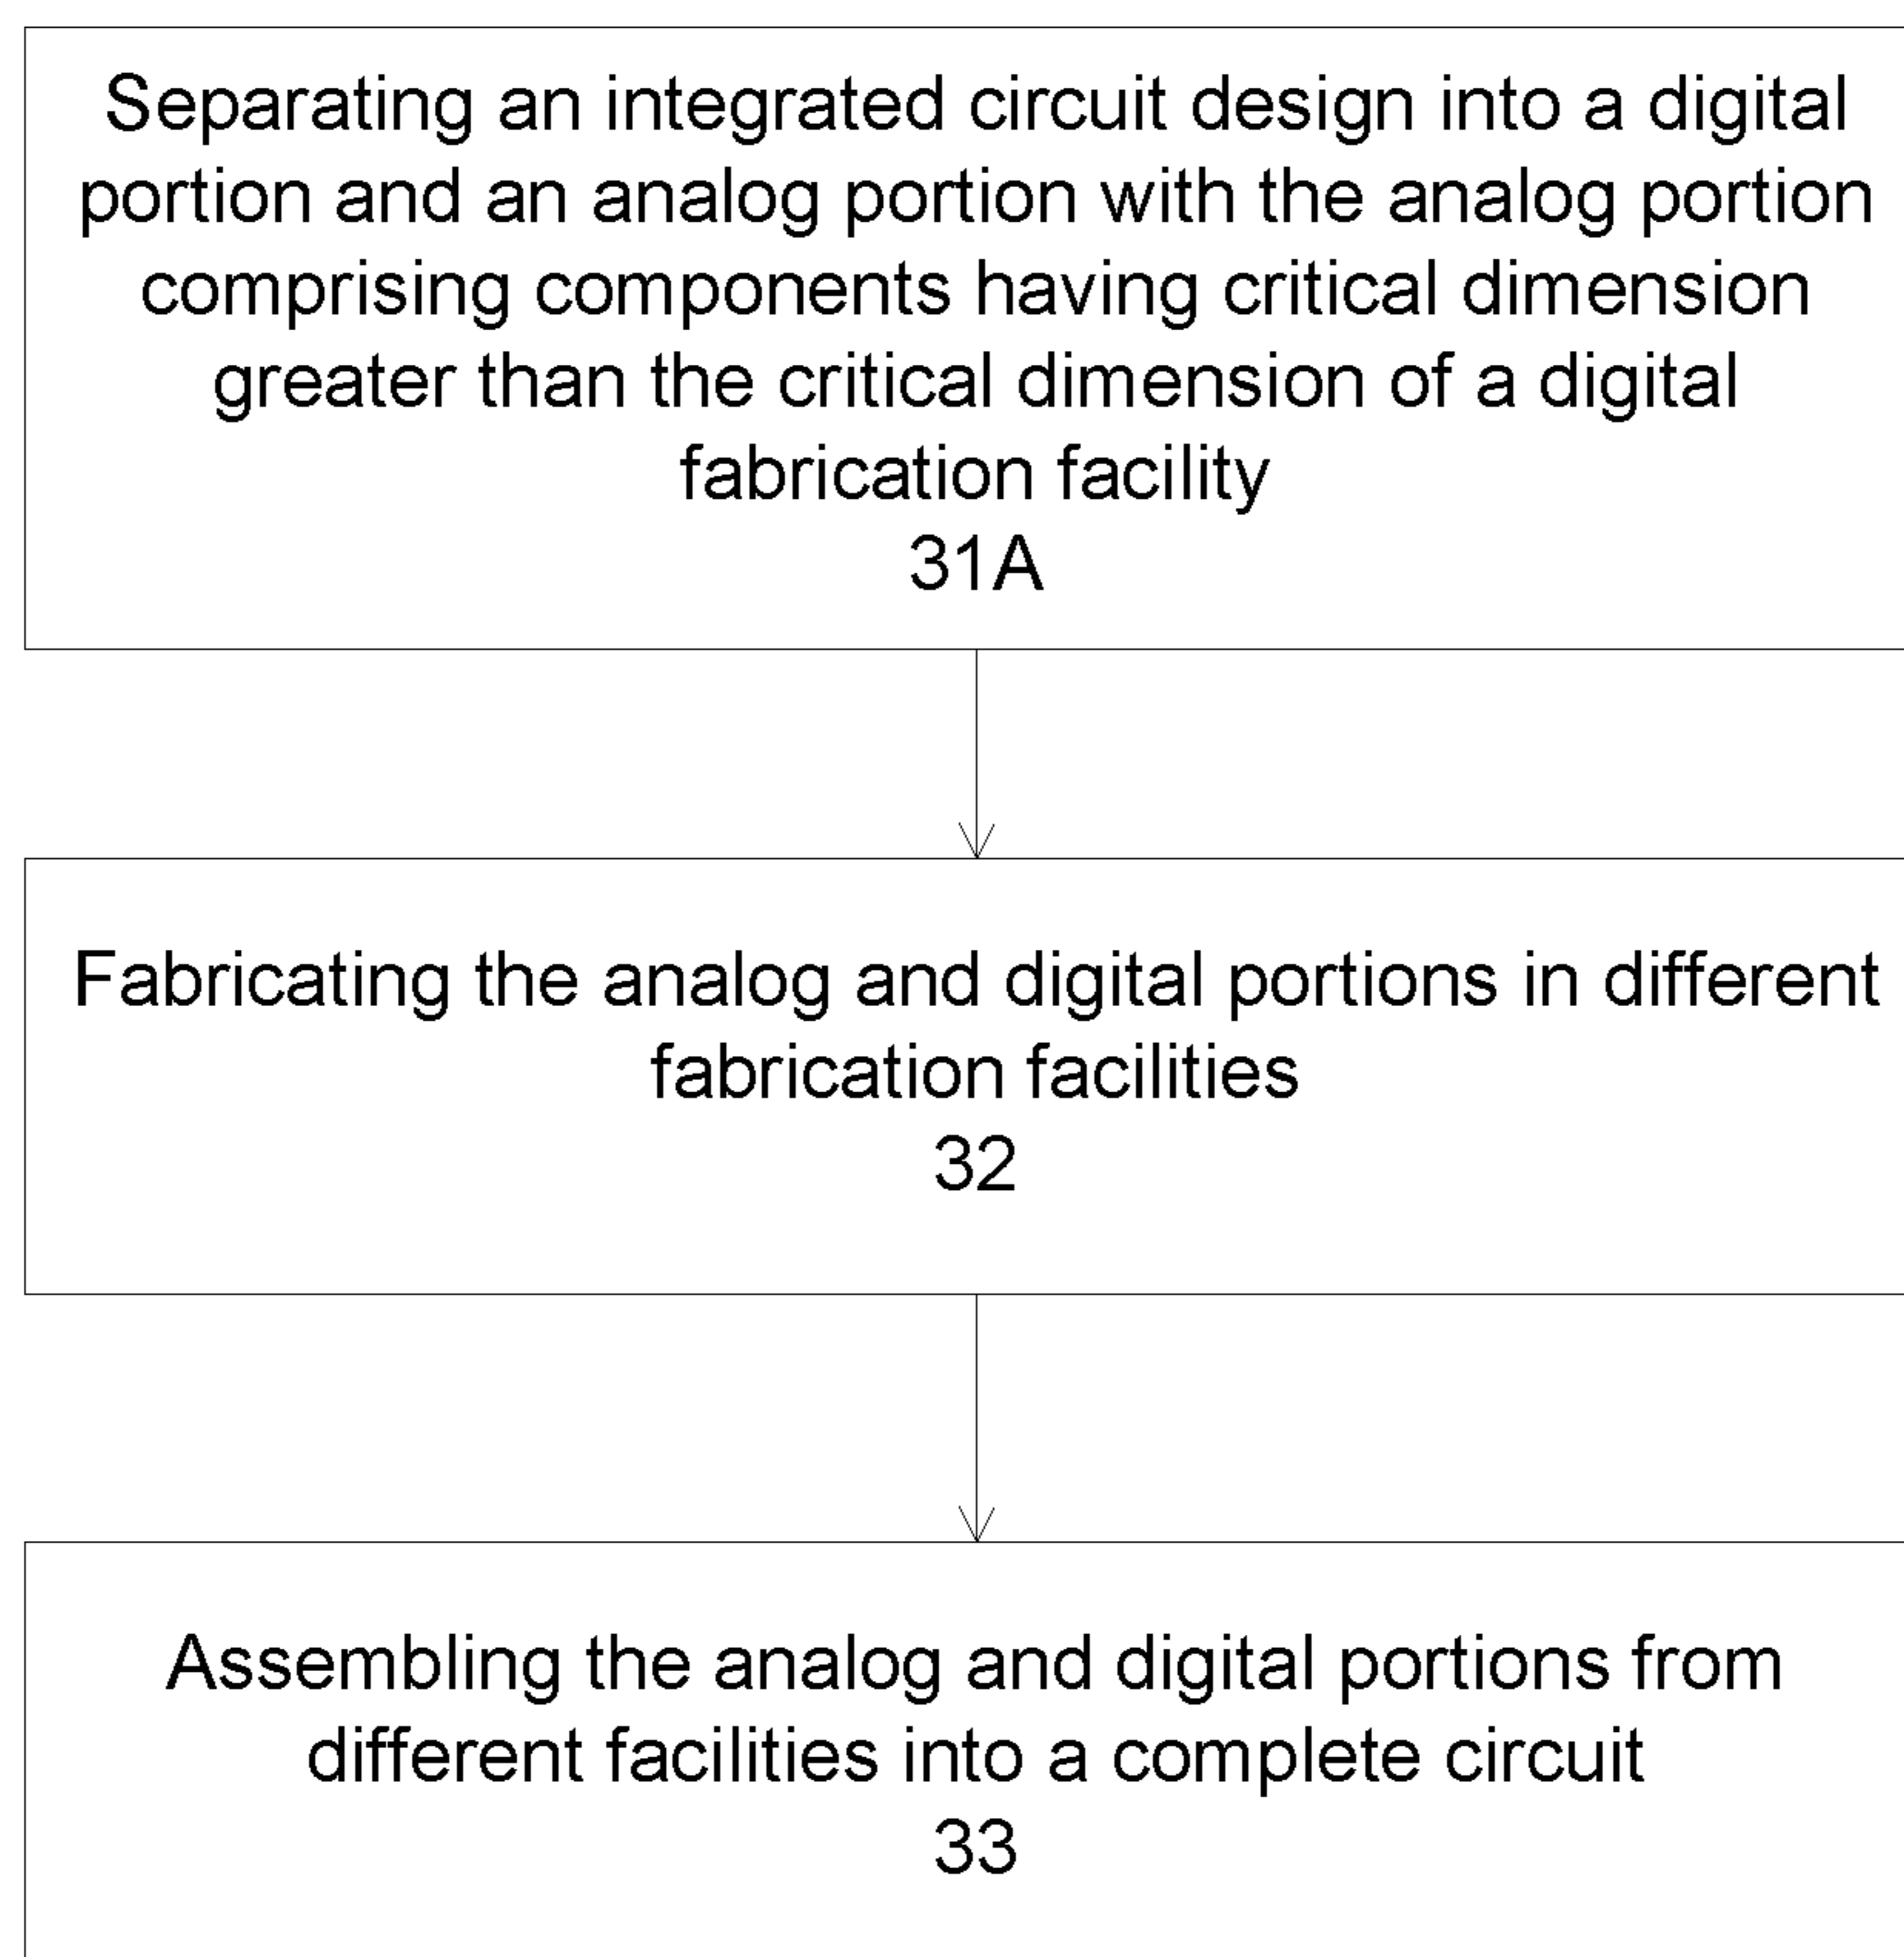 Separating an integrated circuit design into a digital
portion and an analog portion with the analog portion
comprising components having critical dimension
greater than the critical dimension of a digital
fabrication facility
31A
Fabricating the analog and digital portions in different
fabrication facilities
32
Assembling the analog and digital portions from
different facilities into a complete circuit
33